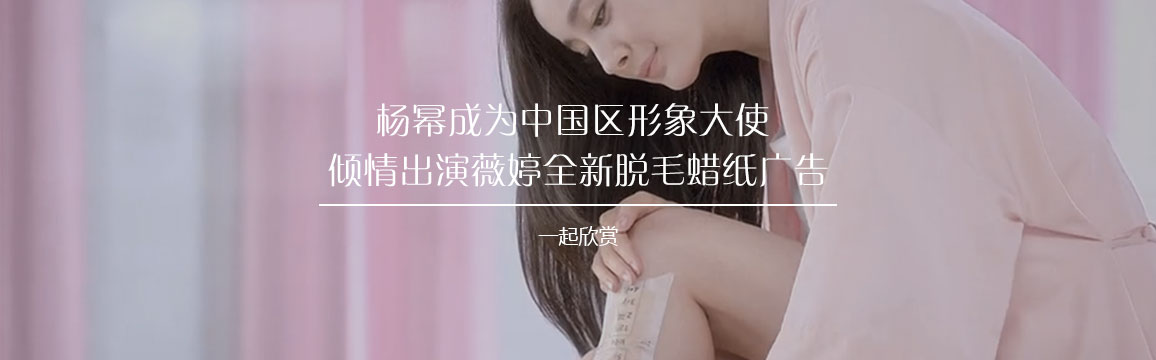 杨幂成为中国区形象大使
倾情出演薇婷全新脱毛蜡纸广告
一起欣赏